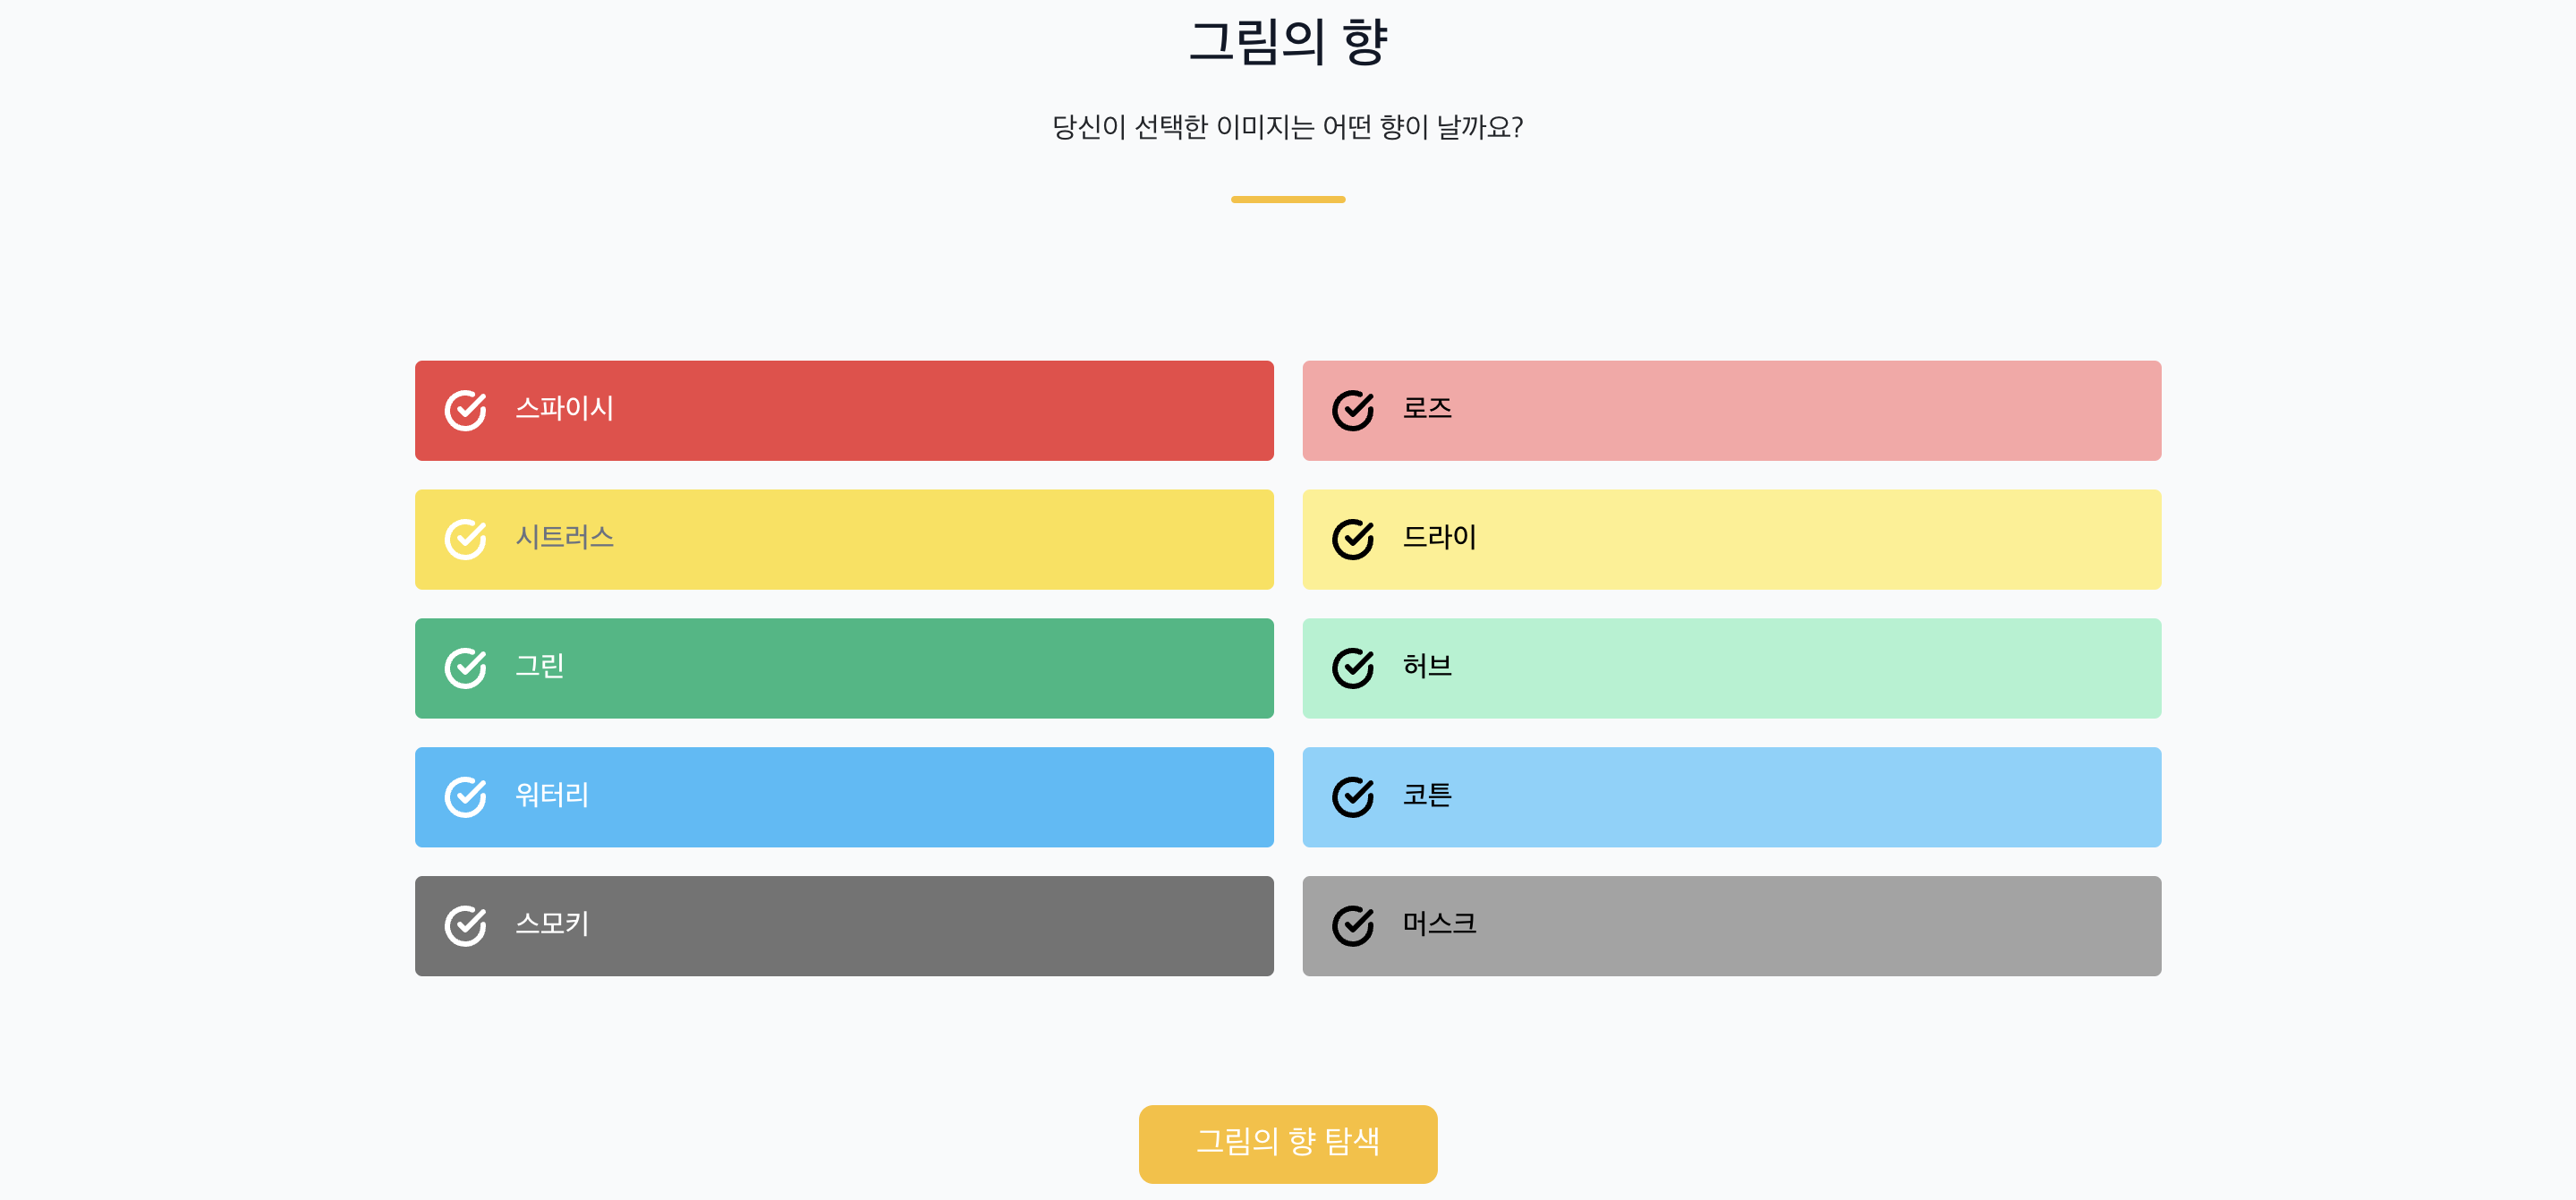 그림의 향
당신이 선택한 이미지는 어떤 향이 날까요?
스파이시
로즈
시트러스
드라이
그린
허브
워터리
코튼
스모키
머스크
그림의 향 탐색